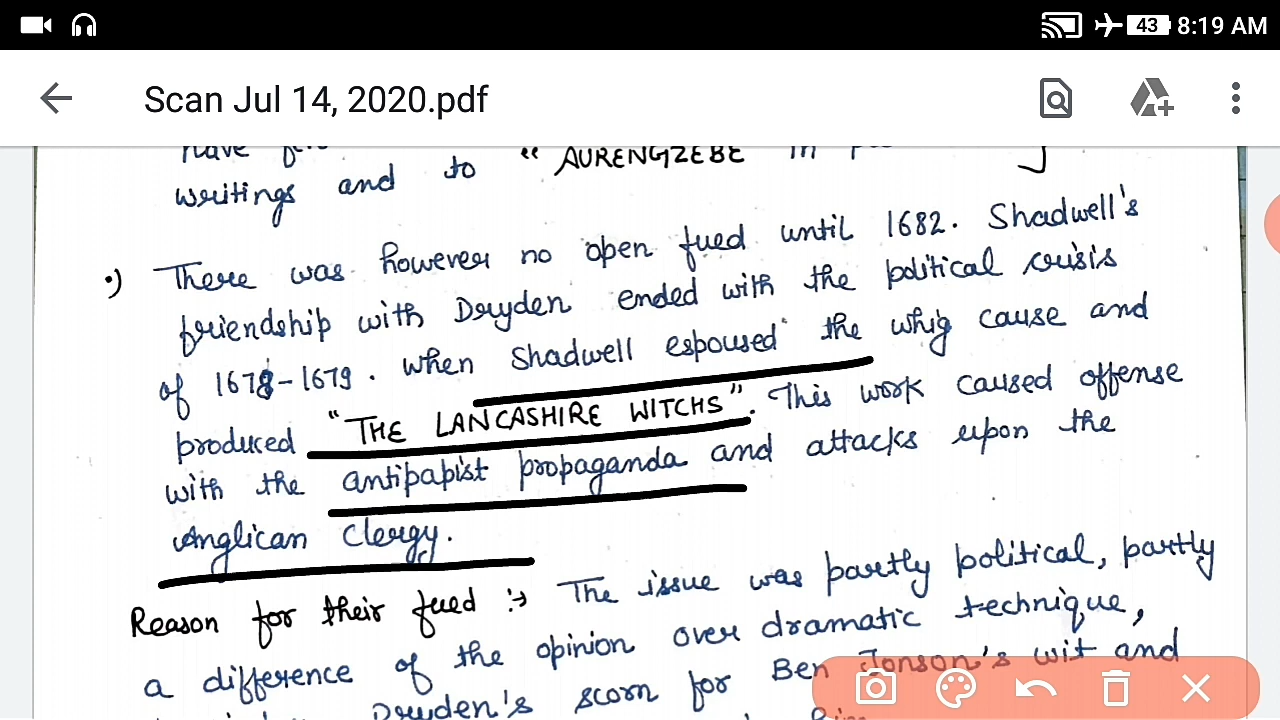 43 8:19 AM
Scan Jul 14, 2020.pdf
have
writings and to "AURENGZEBE in
•) There was however no open fued until 1682. Shadwell's
friendship with Dryden ended with the political crisis
of 1678-1679. when Shadwell espoused the whig cause and
produced "THE LANCASHIRE WITCHS". This work caused offense
with the antipapist propaganda and attacks upon the
Anglican Clergy.
Reason for their fued :→ The issue was partly political, partly
a difference of the opinion over dramatic technique,
Dryden's scorn for Ben Jonson's wit and